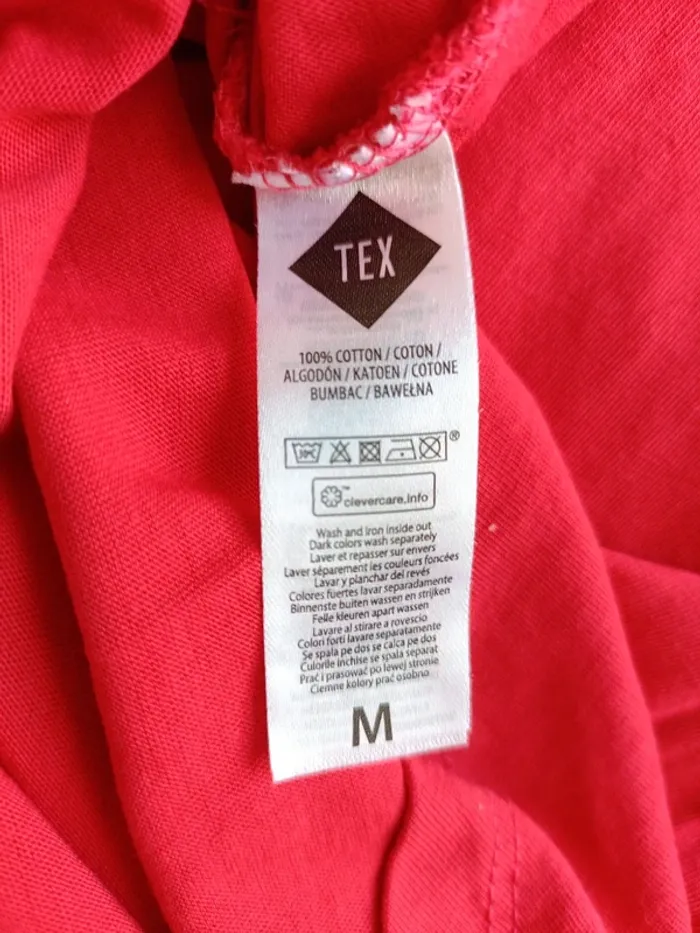 TEX
100% COTTON / COTON /
ALGODÓN / KATOEN / COTONE
BUMBAC / BAWEŁNA
®
™
clevercare.info
Wash and iron inside out
Dark colors wash separately
Laver et repasser sur envers
Laver séparement les couleurs foncées
Lavar y planchar del revés
Colores fuertes lavar separadamente
Binnenste buiten wassen en strijken
Felle kleuren apart wassen
Lavare al stirare a rovescio
Colori forti lavare separatamente
Se spala pe dos se calca pe dos
Culorile inchise se spala separat
Prać i prasować po lewej stronie
Ciemne kolory prać osobno
M